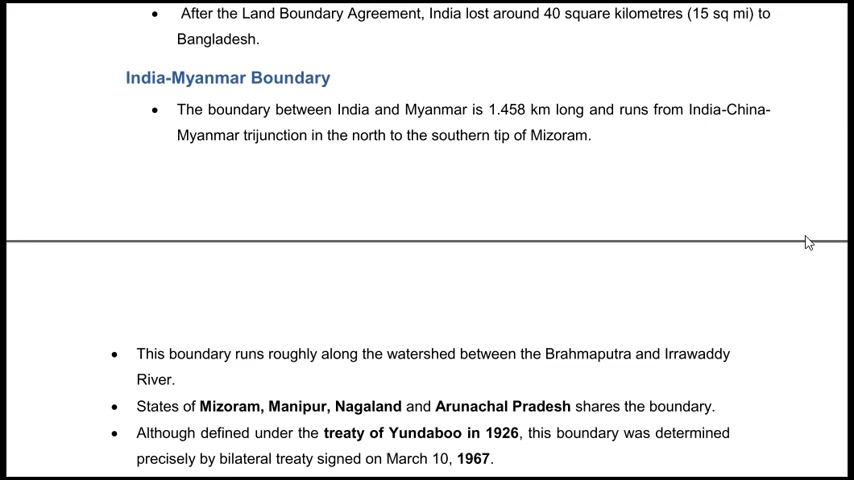 • After the Land Boundary Agreement, India lost around 40 square kilometres (15 sq mi) to
Bangladesh.
India-Myanmar Boundary
• The boundary between India and Myanmar is 1.458 km long and runs from India-China-
Myanmar trijunction in the north to the southern tip of Mizoram.
• This boundary runs roughly along the watershed between the Brahmaputra and Irrawaddy
River.
• States of Mizoram, Manipur, Nagaland and Arunachal Pradesh shares the boundary.
• Although defined under the treaty of Yundaboo in 1926, this boundary was determined
precisely by bilateral treaty signed on March 10, 1967.